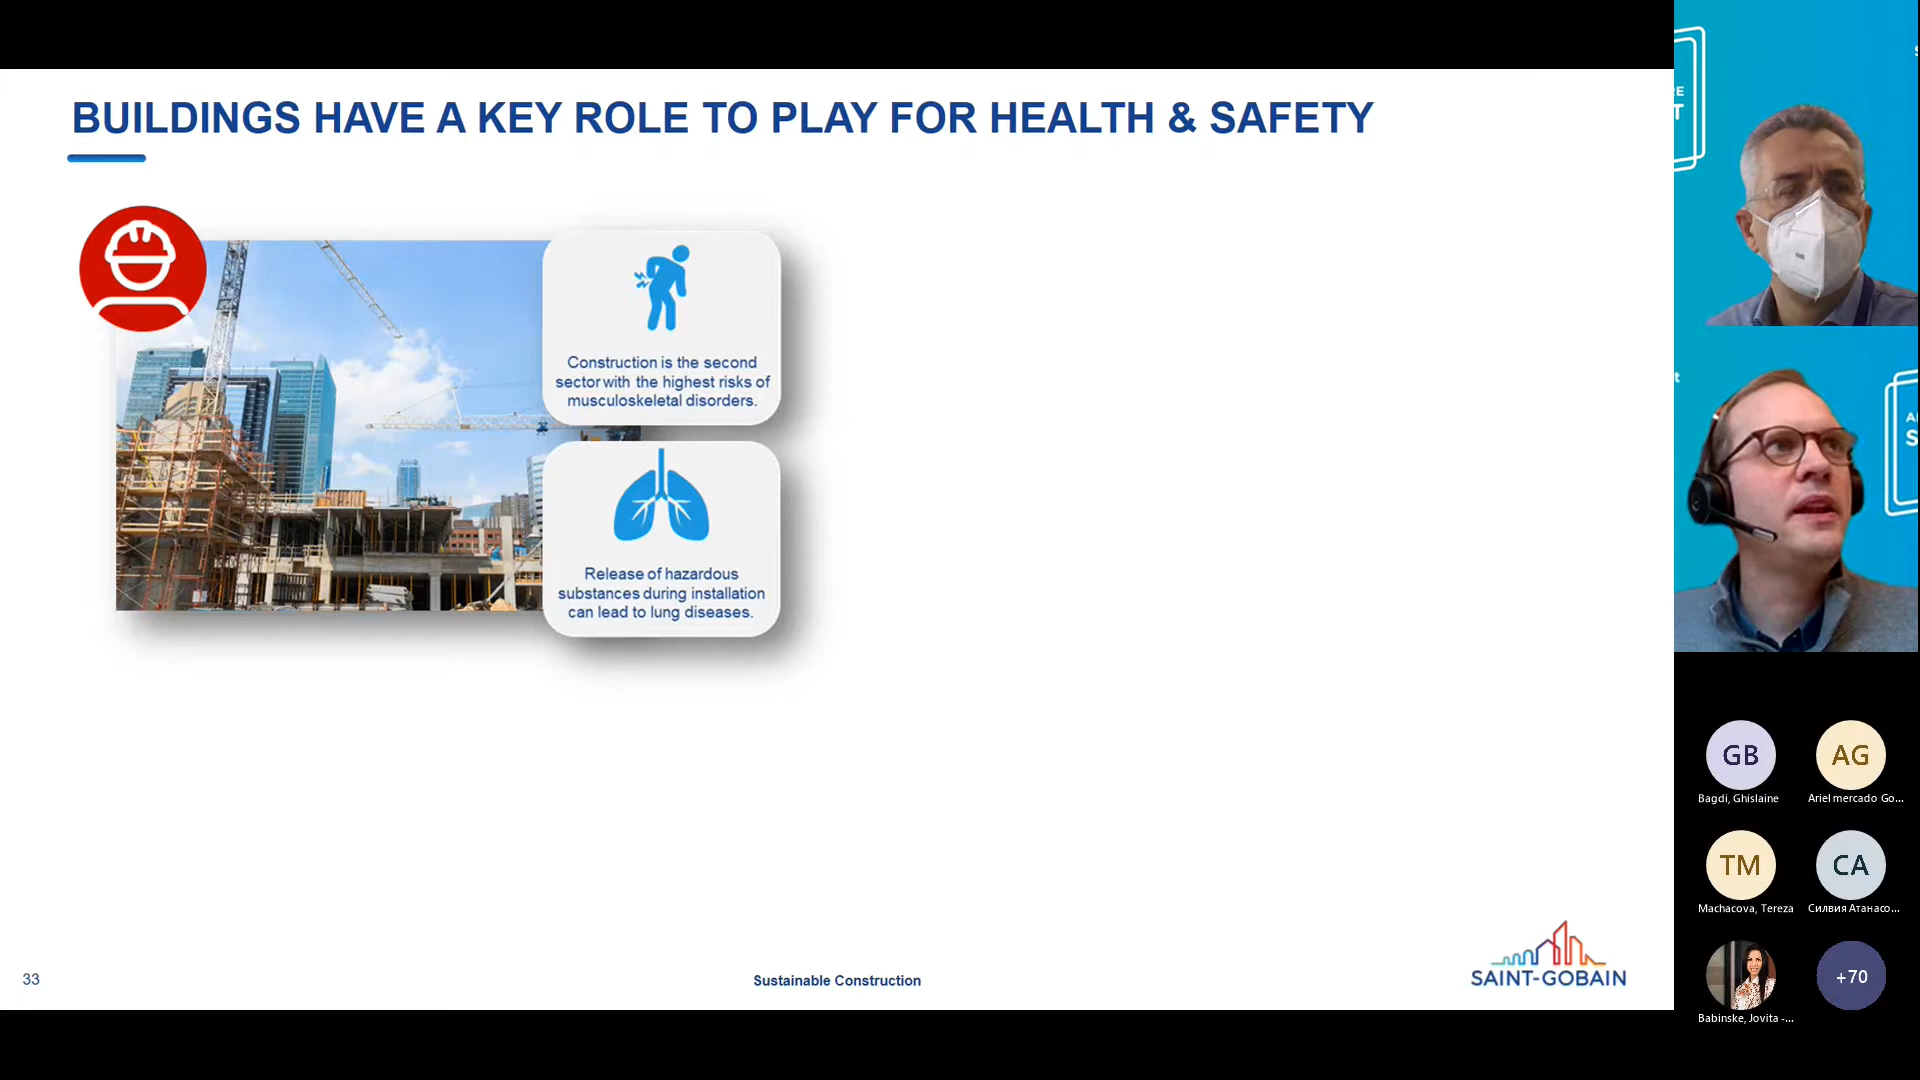 BUILDINGS HAVE A KEY ROLE TO PLAY FOR HEALTH & SAFETY
Construction is the second
sector with the highest risks of
musculoskeletal disorders.
Release of hazardous
substances during installation
can lead to lung diseases.
33
Sustainable Construction
SAINT-GOBAIN
GB
AG
Bagdi, Ghislaine
Ariel mercado Go...
TM
CA
Machacova, Tereza
Силвия Атанасо...
+70
Babinske, Jovita -...